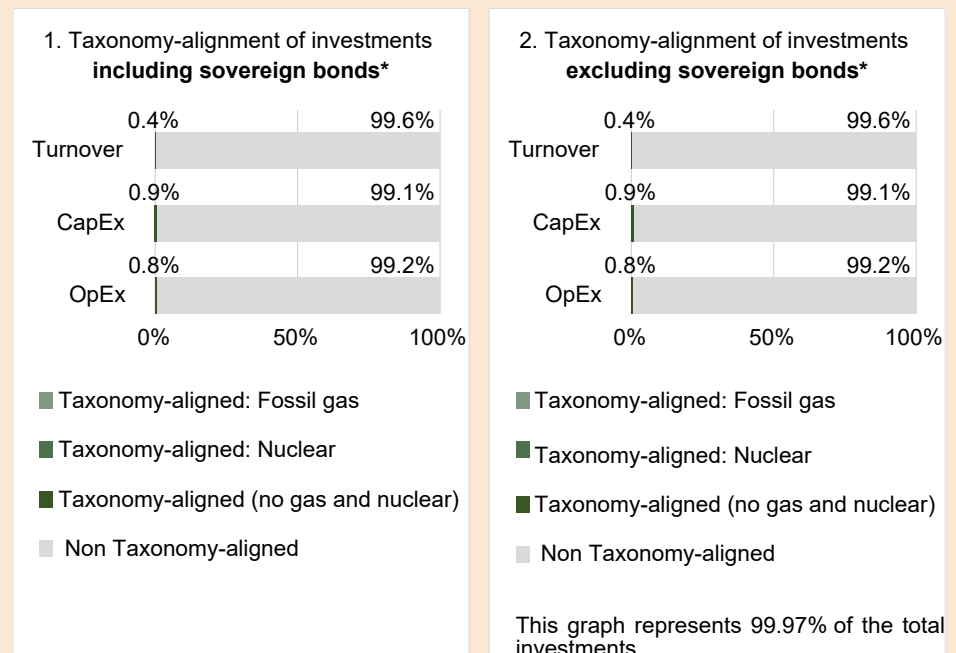 1. Taxonomy-alignment of investments
including sovereign bonds*
0.4% 99.6%
Turnover
0.9% 99.1%
CapEx
0.8% 99.2%
OpEx
0% 50% 100%
Taxonomy-aligned: Fossil gas
Taxonomy-aligned: Nuclear
Taxonomy-aligned (no gas and nuclear)
Non Taxonomy-aligned
2. Taxonomy-alignment of investments
excluding sovereign bonds*
0.4% 99.6%
Turnover
0.9% 99.1%
CapEx
0.8% 99.2%
OpEx
0% 50% 100%
Taxonomy-aligned: Fossil gas
Taxonomy-aligned: Nuclear
Taxonomy-aligned (no gas and nuclear)
Non Taxonomy-aligned
This graph represents 99.97% of the total
investments